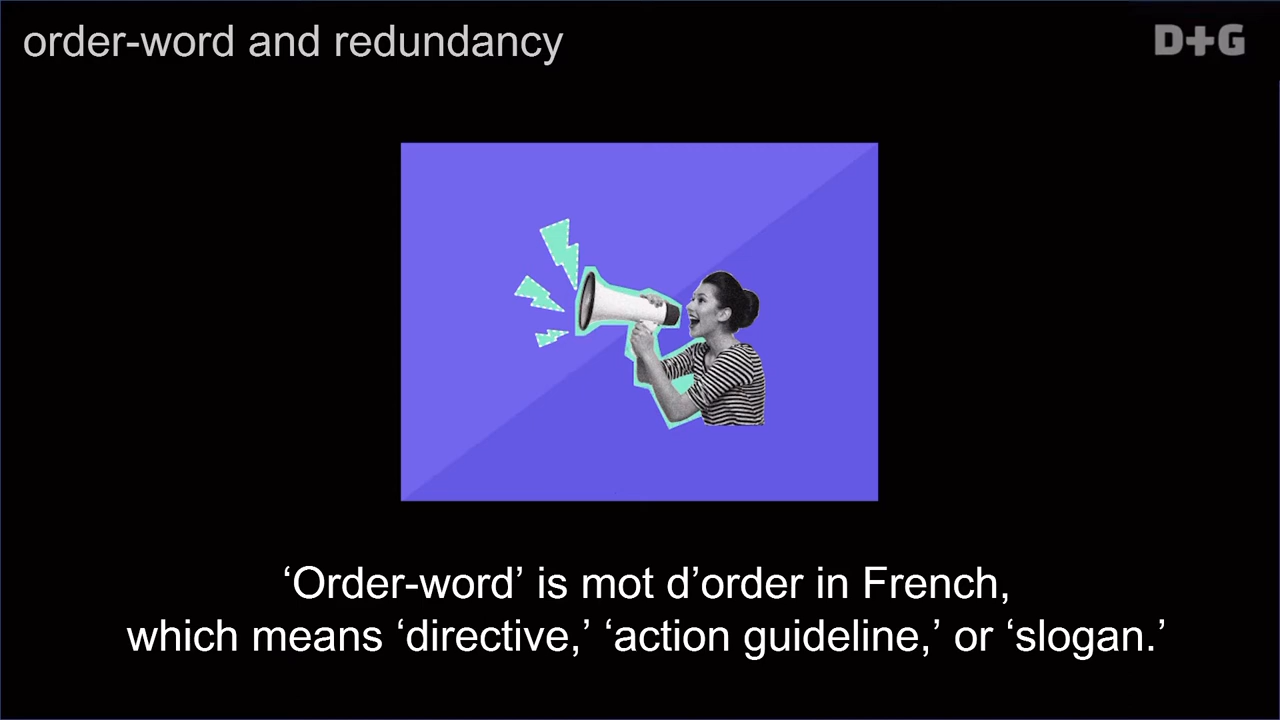 order-word and redundancy
D+G
‘Order-word’ is mot d’order in French,
which means ‘directive,’ ‘action guideline,’ or ‘slogan.’